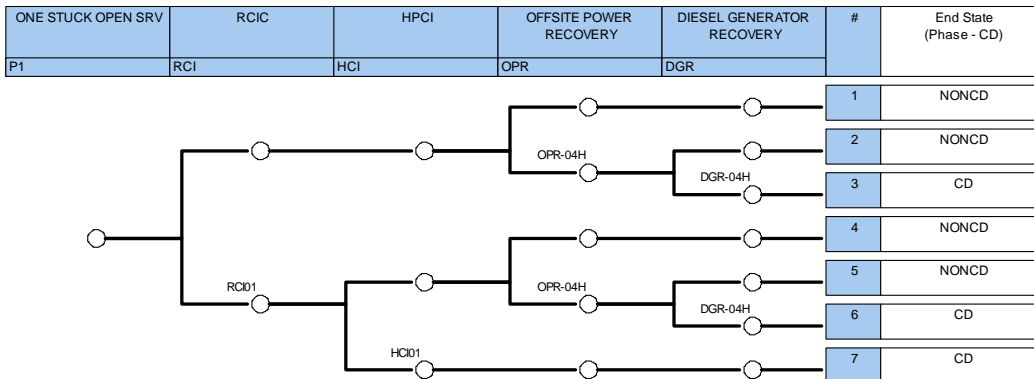 ONE STUCK OPEN SRV
RCIC
HPCI
OFFSITE POWER
RECOVERY
DIESEL GENERATOR
RECOVERY
#
End State
(Phase - CD)
P1
RCI
HCI
OPR
DGR
1
NONCD
OPR-04H
2
NONCD
DGR-04H
3
CD
4
NONCD
RCI01
OPR-04H
5
NONCD
DGR-04H
6
CD
HCI01
7
CD